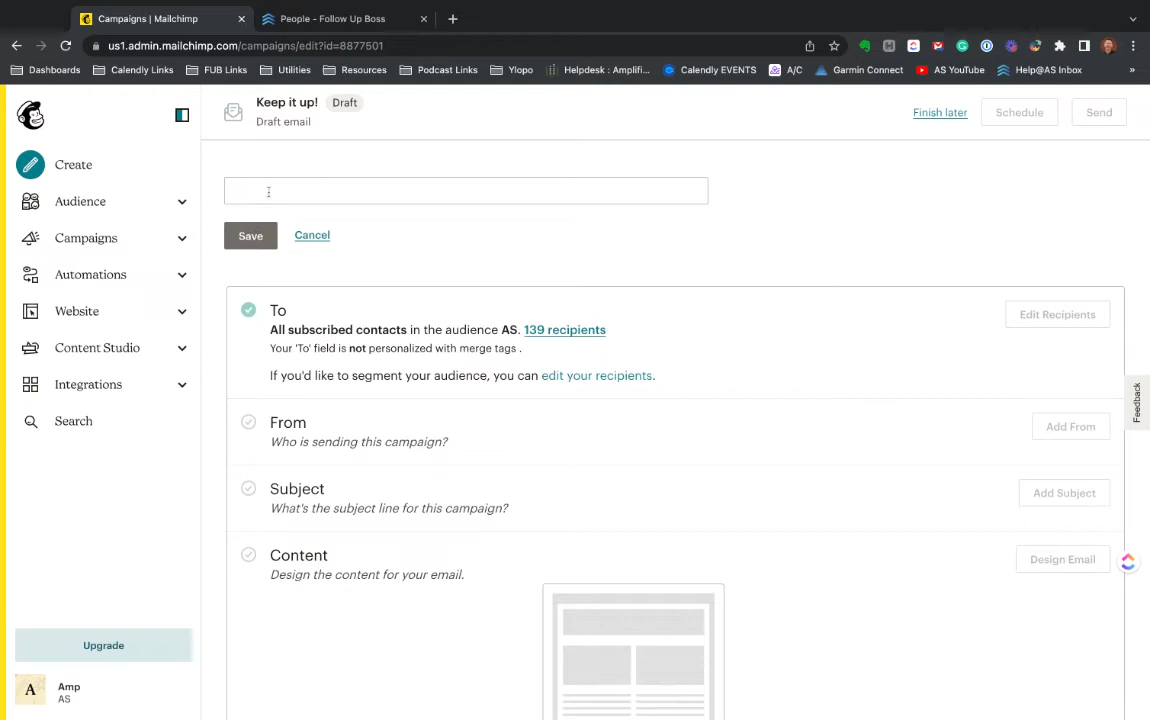 Campaigns | Mailchimp
People - Follow Up Boss
us1.admin.mailchimp.com/campaigns/edit?id=8877501
Dashboards
Calendly Links
FUB Links
Utilities
Resources
Podcast Links
Ylopo
Helpdesk : Amplifi...
Calendly EVENTS
A/C
Garmin Connect
AS YouTube
Help@AS Inbox
»
Keep it up!
Draft
Draft email
Finish later
Schedule
Send
Create
Audience
Campaigns
Automations
Website
Content Studio
Integrations
Search
Upgrade
A
Amp
AS
Save
Cancel
To
All subscribed contacts in the audience AS. 139 recipients
Your 'To' field is not personalized with merge tags .
If you'd like to segment your audience, you can edit your recipients.
Edit Recipients
From
Who is sending this campaign?
Add From
Subject
What's the subject line for this campaign?
Add Subject
Content
Design the content for your email.
Design Email
Feedback